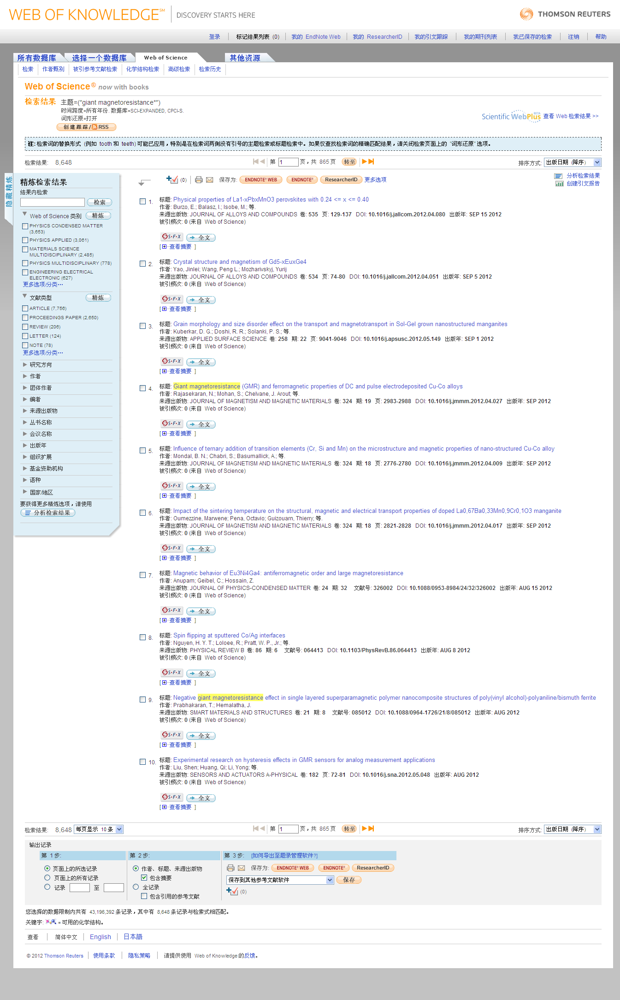 WEB OF KNOWLEDGE℠ DISCOVERY STARTS HERE THOMSON REUTERS
登录 标记结果列表 (0) 我的 EndNote Web 我的 ResearcherID 我的引文跟踪 我的期刊列表 我已保存的检索 注销 帮助
所有数据库 选择一个数据库 Web of Science 其他资源
检索 作者甄别 被引参考文献检索 化学结构检索 高级检索 检索历史
Web of Science® now with books
检索结果 主题=("giant magnetoresistance*")
时间跨度=所有年份. 数据库=SCI-EXPANDED, CPCI-S.
词形还原=打开
创建跟踪/RSS
Scientific WebPlus BETA 查看 Web 检索结果 >>
注: 检索词的替换形式 (例如 tooth 和 teeth) 可能已应用，特别是在检索词两侧没有引号的主题检索或标题检索中。如果仅查找检索词的精确匹配结果，请关闭检索页面上的 "词形还原" 选项。
检索结果: 8,648 第 1 页，共 865 页 转至 排序方式: 出版日期 (降序)
隐藏精炼
精炼检索结果
结果内检索
检索
Web of Science 类别 精炼
PHYSICS CONDENSED MATTER
(3,653)
PHYSICS APPLIED (3,061)
MATERIALS SCIENCE
MULTIDISCIPLINARY (2,485)
PHYSICS MULTIDISCIPLINARY (778)
ENGINEERING ELECTRICAL
ELECTRONIC (627)
更多选项/分类...
文献类型 精炼
ARTICLE (7,756)
PROCEEDINGS PAPER (2,650)
REVIEW (206)
LETTER (124)
NOTE (78)
更多选项/分类...
研究方向
作者
团体作者
编者
来源出版物
丛书名称
会议名称
出版年
组织扩展
基金资助机构
语种
国家/地区
要获得更多精炼选项，请使用
分析检索结果
(0) 保存为: ENDNOTE® WEB ENDNOTE® ResearcherID 更多选项
分析检索结果
创建引文报告
1. 标题: Physical properties of La1-xPbxMnO3 perovskites with 0.24 <= x <= 0.40
作者: Burzo, E.; Balasz, I.; Isobe, M.; 等.
来源出版物: JOURNAL OF ALLOYS AND COMPOUNDS 卷: 535 页: 129-137 DOI: 10.1016/j.jallcom.2012.04.080 出版年: SEP 15 2012
被引频次: 0 (来自 Web of Science)
S·F·X 全文
[ 查看摘要 ]
2. 标题: Crystal structure and magnetism of Gd5-xEuxGe4
作者: Yao, Jinlei; Wang, Peng L.; Mozharivskyj, Yurij
来源出版物: JOURNAL OF ALLOYS AND COMPOUNDS 卷: 534 页: 74-80 DOI: 10.1016/j.jallcom.2012.04.051 出版年: SEP 5 2012
被引频次: 0 (来自 Web of Science)
S·F·X 全文
[ 查看摘要 ]
3. 标题: Grain morphology and size disorder effect on the transport and magnetotransport in Sol-Gel grown nanostructured manganites
作者: Kuberkar, D. G.; Doshi, R. R.; Solanki, P. S.; 等.
来源出版物: APPLIED SURFACE SCIENCE 卷: 258 期: 22 页: 9041-9046 DOI: 10.1016/j.apsusc.2012.05.149 出版年: SEP 1 2012
被引频次: 0 (来自 Web of Science)
S·F·X 全文
[ 查看摘要 ]
4. 标题: Giant magnetoresistance (GMR) and ferromagnetic properties of DC and pulse electrodeposited Cu-Co alloys
作者: Rajasekaran, N.; Mohan, S.; Chelvane, J. Arout; 等.
来源出版物: JOURNAL OF MAGNETISM AND MAGNETIC MATERIALS 卷: 324 期: 19 页: 2983-2988 DOI: 10.1016/j.jmmm.2012.04.027 出版年: SEP 2012
被引频次: 0 (来自 Web of Science)
S·F·X 全文
[ 查看摘要 ]
5. 标题: Influence of ternary addition of transition elements (Cr, Si and Mn) on the microstructure and magnetic properties of nano-structured Cu-Co alloy
作者: Mondal, B. N.; Chabri, S.; Basumallick, A.; 等.
来源出版物: JOURNAL OF MAGNETISM AND MAGNETIC MATERIALS 卷: 324 期: 18 页: 2776-2780 DOI: 10.1016/j.jmmm.2012.04.009 出版年: SEP 2012
被引频次: 0 (来自 Web of Science)
S·F·X 全文
[ 查看摘要 ]
6. 标题: Impact of the sintering temperature on the structural, magnetic and electrical transport properties of doped La0,67Ba0,33Mn0,9Cr0,1O3 manganite
作者: Oumezzine, Marwene; Pena, Octavio; Guizouarn, Thierry; 等.
来源出版物: JOURNAL OF MAGNETISM AND MAGNETIC MATERIALS 卷: 324 期: 18 页: 2821-2828 DOI: 10.1016/j.jmmm.2012.04.017 出版年: SEP 2012
被引频次: 0 (来自 Web of Science)
S·F·X 全文
[ 查看摘要 ]
7. 标题: Magnetic behavior of Eu3Ni4Ga4: antiferromagnetic order and large magnetoresistance
作者: Anupam; Geibel, C.; Hossain, Z.
来源出版物: JOURNAL OF PHYSICS-CONDENSED MATTER 卷: 24 期: 32 文献号: 326002 DOI: 10.1088/0953-8984/24/32/326002 出版年: AUG 15 2012
被引频次: 0 (来自 Web of Science)
S·F·X 全文
[ 查看摘要 ]
8. 标题: Spin flipping at sputtered Co/Ag interfaces
作者: Nguyen, H. Y. T.; Loloee, R.; Pratt, W. P., Jr.; 等.
来源出版物: PHYSICAL REVIEW B 卷: 86 期: 6 文献号: 064413 DOI: 10.1103/PhysRevB.86.064413 出版年: AUG 8 2012
被引频次: 0 (来自 Web of Science)
S·F·X 全文
[ 查看摘要 ]
9. 标题: Negative giant magnetoresistance effect in single layered superparamagnetic polymer nanocomposite structures of poly(vinyl alcohol)-polyaniline/bismuth ferrite
作者: Prabhakaran, T.; Hemalatha, J.
来源出版物: SMART MATERIALS AND STRUCTURES 卷: 21 期: 8 文献号: 085012 DOI: 10.1088/0964-1726/21/8/085012 出版年: AUG 2012
被引频次: 0 (来自 Web of Science)
S·F·X 全文
[ 查看摘要 ]
10. 标题: Experimental research on hysteresis effects in GMR sensors for analog measurement applications
作者: Liu, Shen; Huang, Qi; Li, Yong; 等.
来源出版物: SENSORS AND ACTUATORS A-PHYSICAL 卷: 182 页: 72-81 DOI: 10.1016/j.sna.2012.05.048 出版年: AUG 2012
被引频次: 0 (来自 Web of Science)
S·F·X 全文
[ 查看摘要 ]
检索结果: 8,648 每页显示 10 条 第 1 页，共 865 页 转至 排序方式: 出版日期 (降序)
输出记录
第 1 步: 第 2 步: 第 3 步: [如何导出至题录管理软件?]
页面上的所选记录 作者、标题、来源出版物 保存为: ENDNOTE® WEB ENDNOTE® ResearcherID
页面上的所有记录 包含摘要 保存到其他参考文献软件 保存
记录 至 全记录 (0)
包含引用的参考文献
您选择的数据限制内共有 43,196,392 条记录，其中有 8,648 条记录与检索式相匹配。
关键字: = 可用的化学结构。
查看 简体中文 English 日本語
© 2012 Thomson Reuters 使用条款 隐私策略 请提供使用 Web of Knowledge 的反馈。